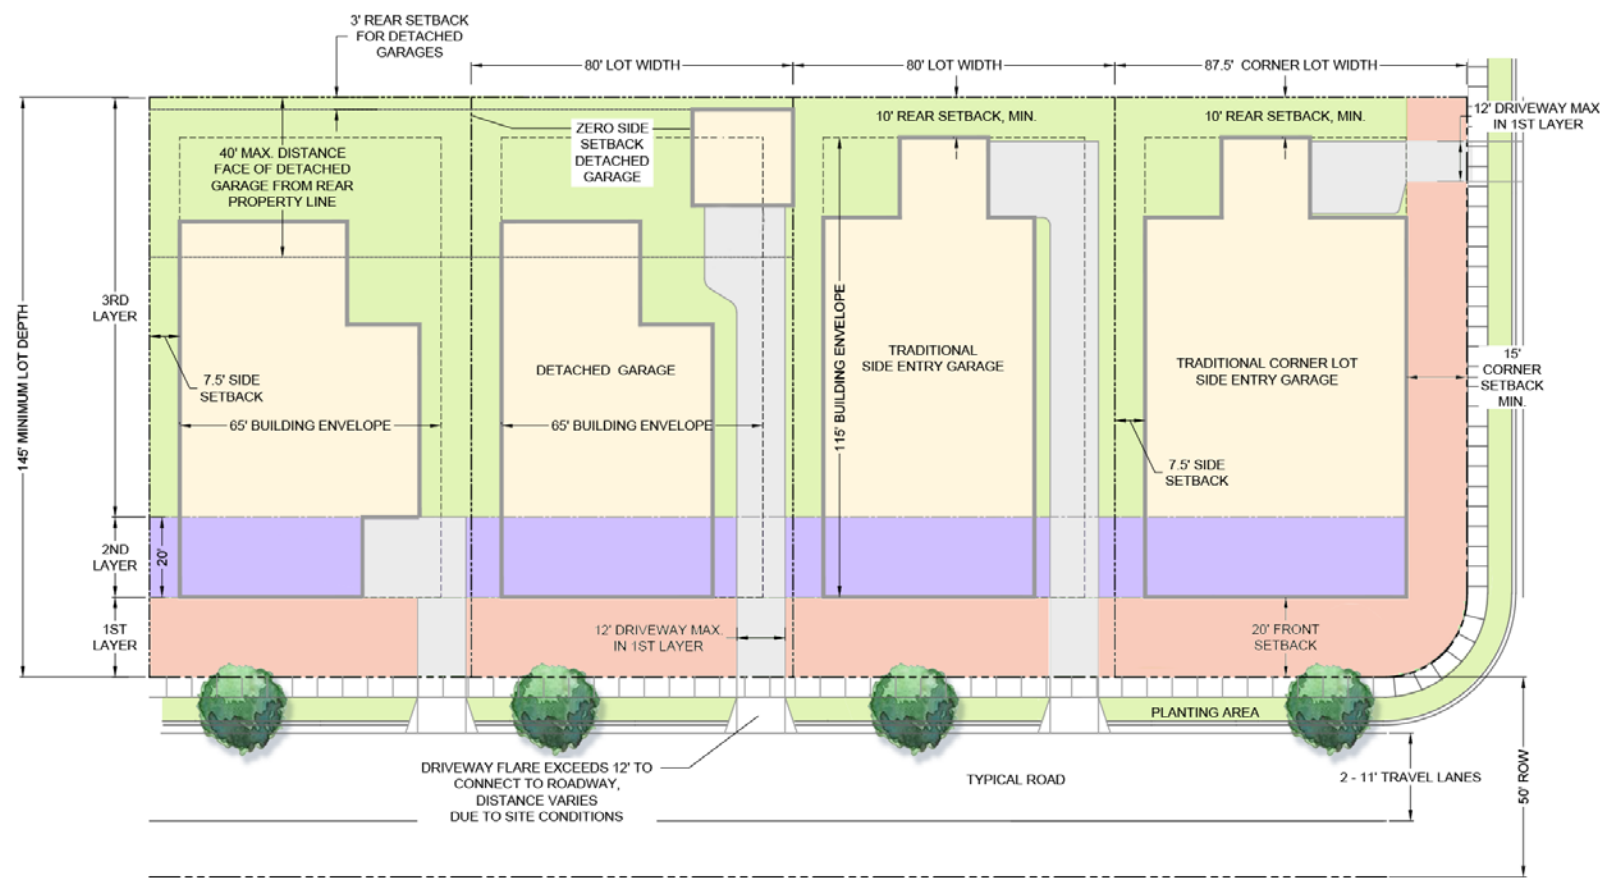 3' REAR SETBACK
FOR DETACHED
GARAGES
80' LOT WIDTH
80' LOT WIDTH
87.5' CORNER LOT WIDTH
12' DRIVEWAY MAX
IN 1ST LAYER
10' REAR SETBACK, MIN.
10' REAR SETBACK, MIN.
ZERO SIDE
SETBACK
DETACHED
GARAGE
40' MAX. DISTANCE
FACE OF DETACHED
GARAGE FROM REAR
PROPERTY LINE
145' MINIMUM LOT DEPTH
3RD
LAYER
7.5' SIDE
SETBACK
65' BUILDING ENVELOPE
DETACHED GARAGE
65' BUILDING ENVELOPE
115' BUILDING ENVELOPE
TRADITIONAL
SIDE ENTRY GARAGE
TRADITIONAL CORNER LOT
SIDE ENTRY GARAGE
15'
CORNER
SETBACK
MIN.
7.5' SIDE
SETBACK
2ND
LAYER
20'
1ST
LAYER
12' DRIVEWAY MAX.
IN 1ST LAYER
20' FRONT
SETBACK
PLANTING AREA
DRIVEWAY FLARE EXCEEDS 12' TO
CONNECT TO ROADWAY,
DISTANCE VARIES
DUE TO SITE CONDITIONS
TYPICAL ROAD
2 - 11' TRAVEL LANES
50' ROW